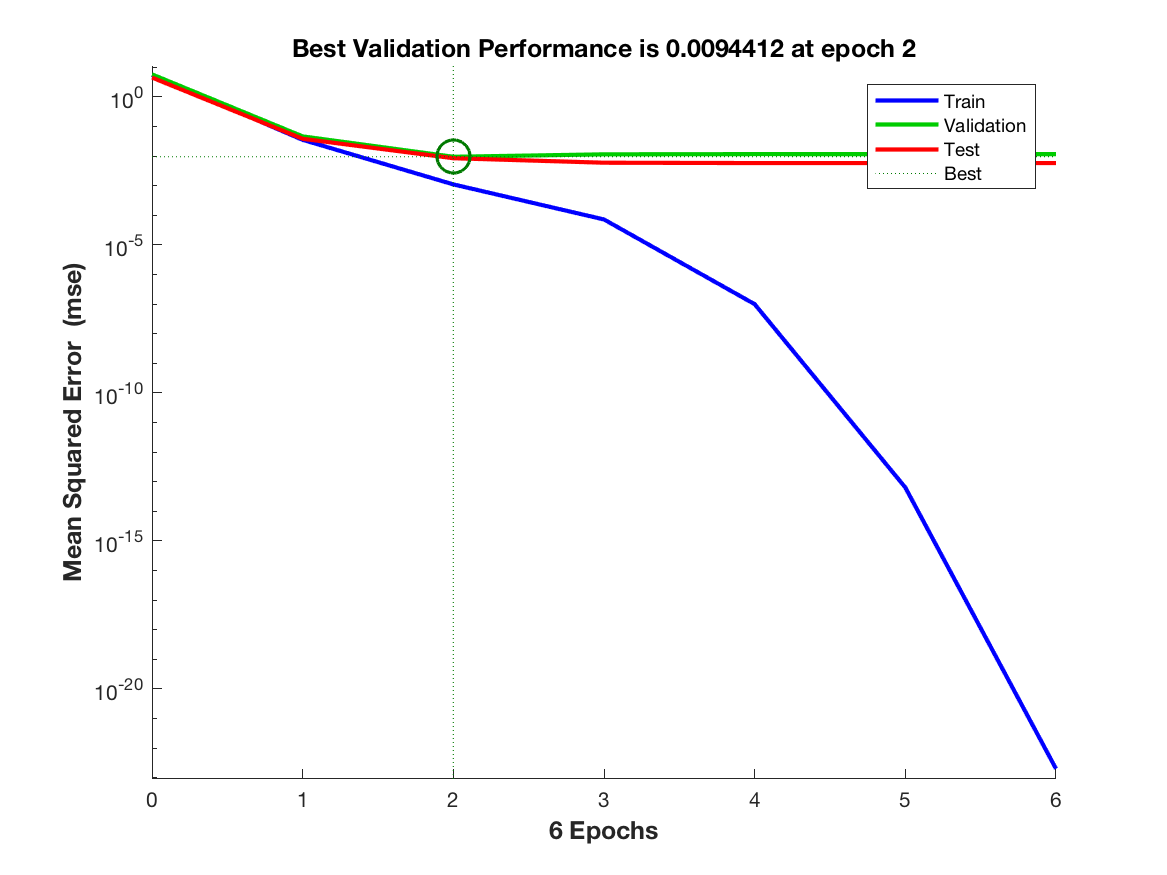 Best Validation Performance is 0.0094412 at epoch 2
Train
Validation
Test
Best
10^0
10^-5
10^-10
10^-15
10^-20
Mean Squared Error (mse)
0 1 2 3 4 5 6
6 Epochs